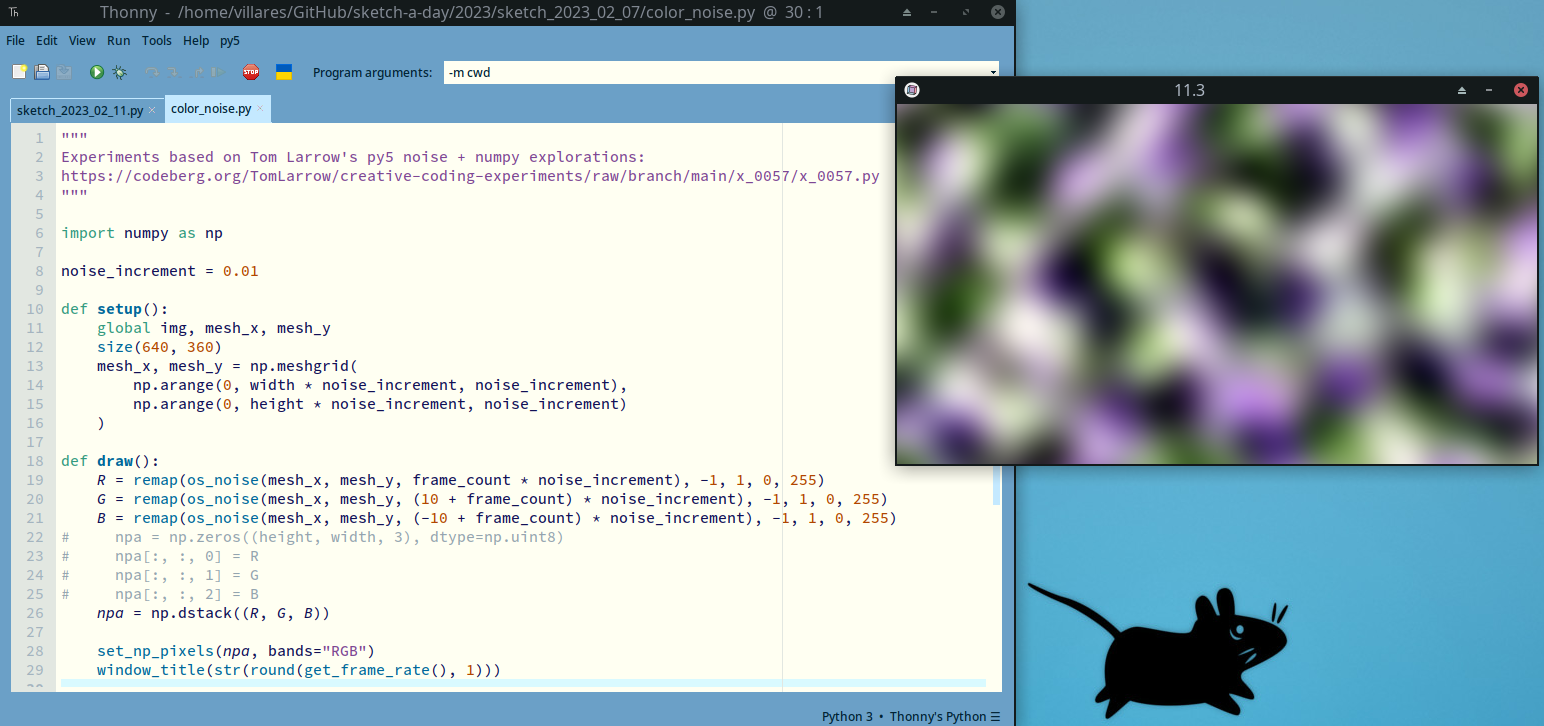 Th Thonny - /home/villares/GitHub/sketch-a-day/2023/sketch_2023_02_07/color_noise.py @ 30 : 1
File Edit View Run Tools Help py5
STOP Program arguments: -m cwd
sketch_2023_02_11.py × color_noise.py ×
1 """
2 Experiments based on Tom Larrow's py5 noise + numpy explorations:
3 https://codeberg.org/TomLarrow/creative-coding-experiments/raw/branch/main/x_0057/x_0057.py
4 """
5
6 import numpy as np
7
8 noise_increment = 0.01
9
10 def setup():
11     global img, mesh_x, mesh_y
12     size(640, 360)
13     mesh_x, mesh_y = np.meshgrid(
14         np.arange(0, width * noise_increment, noise_increment),
15         np.arange(0, height * noise_increment, noise_increment)
16     )
17
18 def draw():
19     R = remap(os_noise(mesh_x, mesh_y, frame_count * noise_increment), -1, 1, 0, 255)
20     G = remap(os_noise(mesh_x, mesh_y, (10 + frame_count) * noise_increment), -1, 1, 0, 255)
21     B = remap(os_noise(mesh_x, mesh_y, (-10 + frame_count) * noise_increment), -1, 1, 0, 255)
22 #     npa = np.zeros((height, width, 3), dtype=np.uint8)
23 #     npa[:, :, 0] = R
24 #     npa[:, :, 1] = G
25 #     npa[:, :, 2] = B
26     npa = np.dstack((R, G, B))
27
28     set_np_pixels(npa, bands="RGB")
29     window_title(str(round(get_frame_rate(), 1)))
30
Python 3 • Thonny's Python ☰
11.3